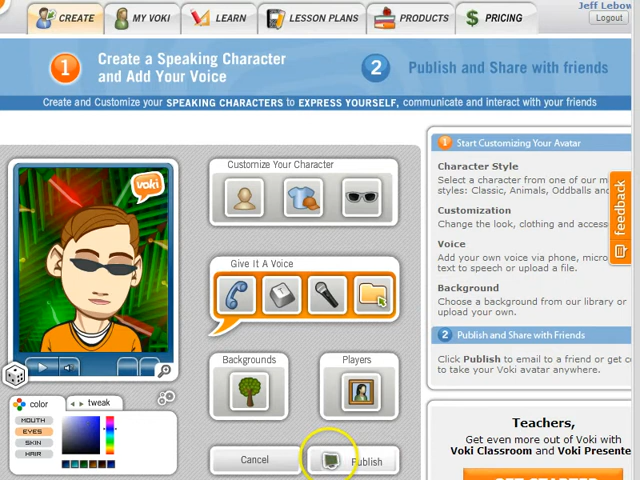 Jeff Lebow
Logout
CREATE
MY VOKI
LEARN
LESSON PLANS
PRODUCTS
PRICING
1
Create a Speaking Character
and Add Your Voice
2
Publish and Share with friends
Create and Customize your SPEAKING CHARACTERS to EXPRESS YOURSELF, communicate and interact with your friends
voki
Customize Your Character
Give It A Voice
T
Backgrounds
Players
Cancel
Publish
color
tweak
MOUTH
EYES
SKIN
HAIR
1 Start Customizing Your Avatar
Character Style
Select a character from one of our m
styles: Classic, Animals, Oddballs and
Customization
Change the look, clothing and access
Voice
Add your own voice via phone, micro
text to speech or upload a file.
Background
Choose a background from our library or
upload your own.
2 Publish and Share with Friends
Click Publish to email to a friend or get co
to take your Voki avatar anywhere.
feedback
Teachers,
Get even more out of Voki with
Voki Classroom and Voki Presente
GET STARTED